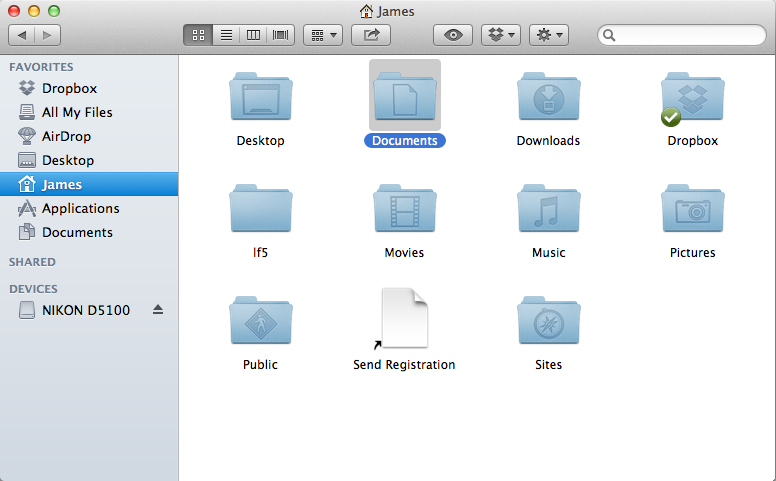 James
FAVORITES
Dropbox
All My Files
AirDrop
Desktop
James
Applications
Documents
SHARED
DEVICES
NIKON D5100
Desktop
Documents
Downloads
Dropbox
lf5
Movies
Music
Pictures
Public
Send Registration
Sites